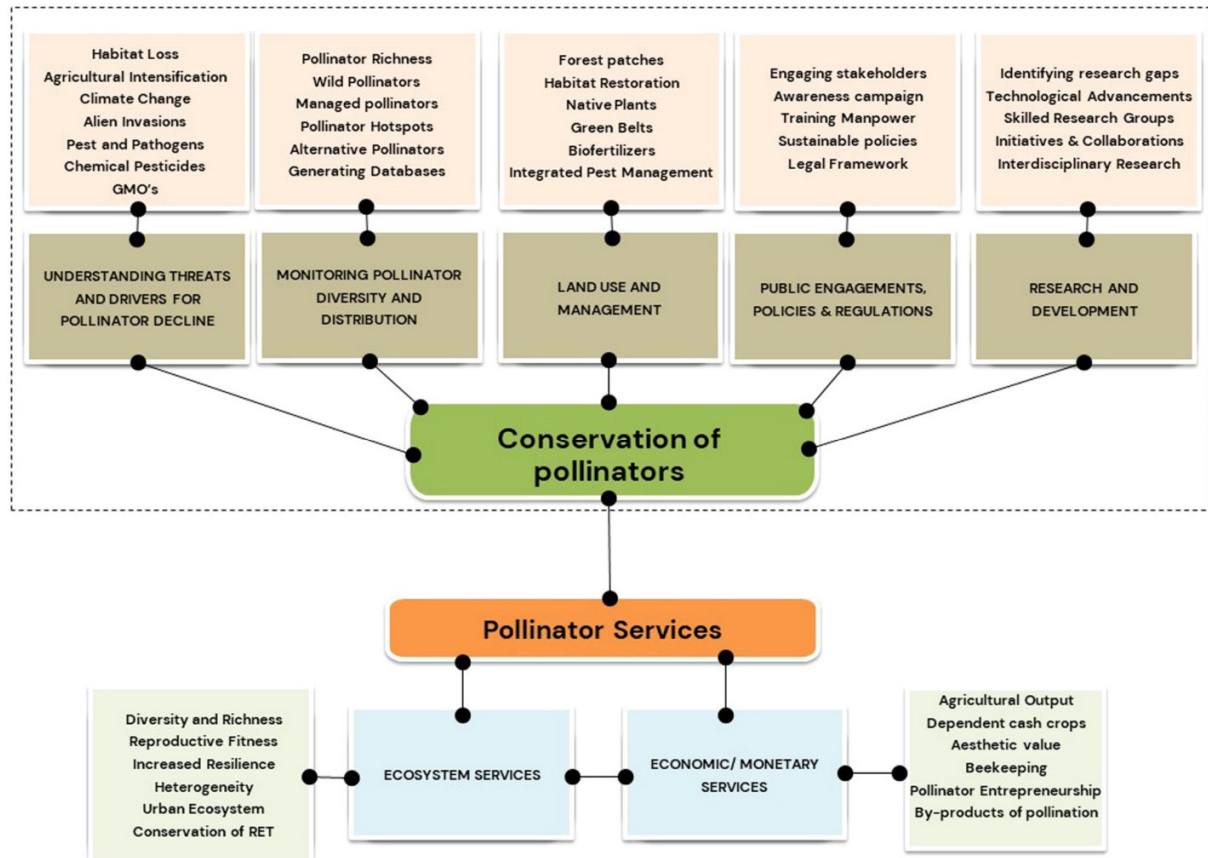 Habitat Loss
Agricultural Intensification
Climate Change
Alien Invasions
Pest and Pathogens
Chemical Pesticides
GMO's
Pollinator Richness
Wild Pollinators
Managed pollinators
Pollinator Hotspots
Alternative Pollinators
Generating Databases
Forest patches
Habitat Restoration
Native Plants
Green Belts
Biofertilizers
Integrated Pest Management
Engaging stakeholders
Awareness campaign
Training Manpower
Sustainable policies
Legal Framework
Identifying research gaps
Technological Advancements
Skilled Research Groups
Initiatives & Collaborations
Interdisciplinary Research
UNDERSTANDING THREATS
AND DRIVERS FOR
POLLINATOR DECLINE
MONITORING POLLINATOR
DIVERSITY AND
DISTRIBUTION
LAND USE AND
MANAGEMENT
PUBLIC ENGAGEMENTS,
POLICIES & REGULATIONS
RESEARCH AND
DEVELOPMENT
Conservation of
pollinators
Pollinator Services
Diversity and Richness
Reproductive Fitness
Increased Resilience
Heterogeneity
Urban Ecosystem
Conservation of RET
ECOSYSTEM SERVICES
ECONOMIC/ MONETARY
SERVICES
Agricultural Output
Dependent cash crops
Aesthetic value
Beekeeping
Pollinator Entrepreneurship
By-products of pollination